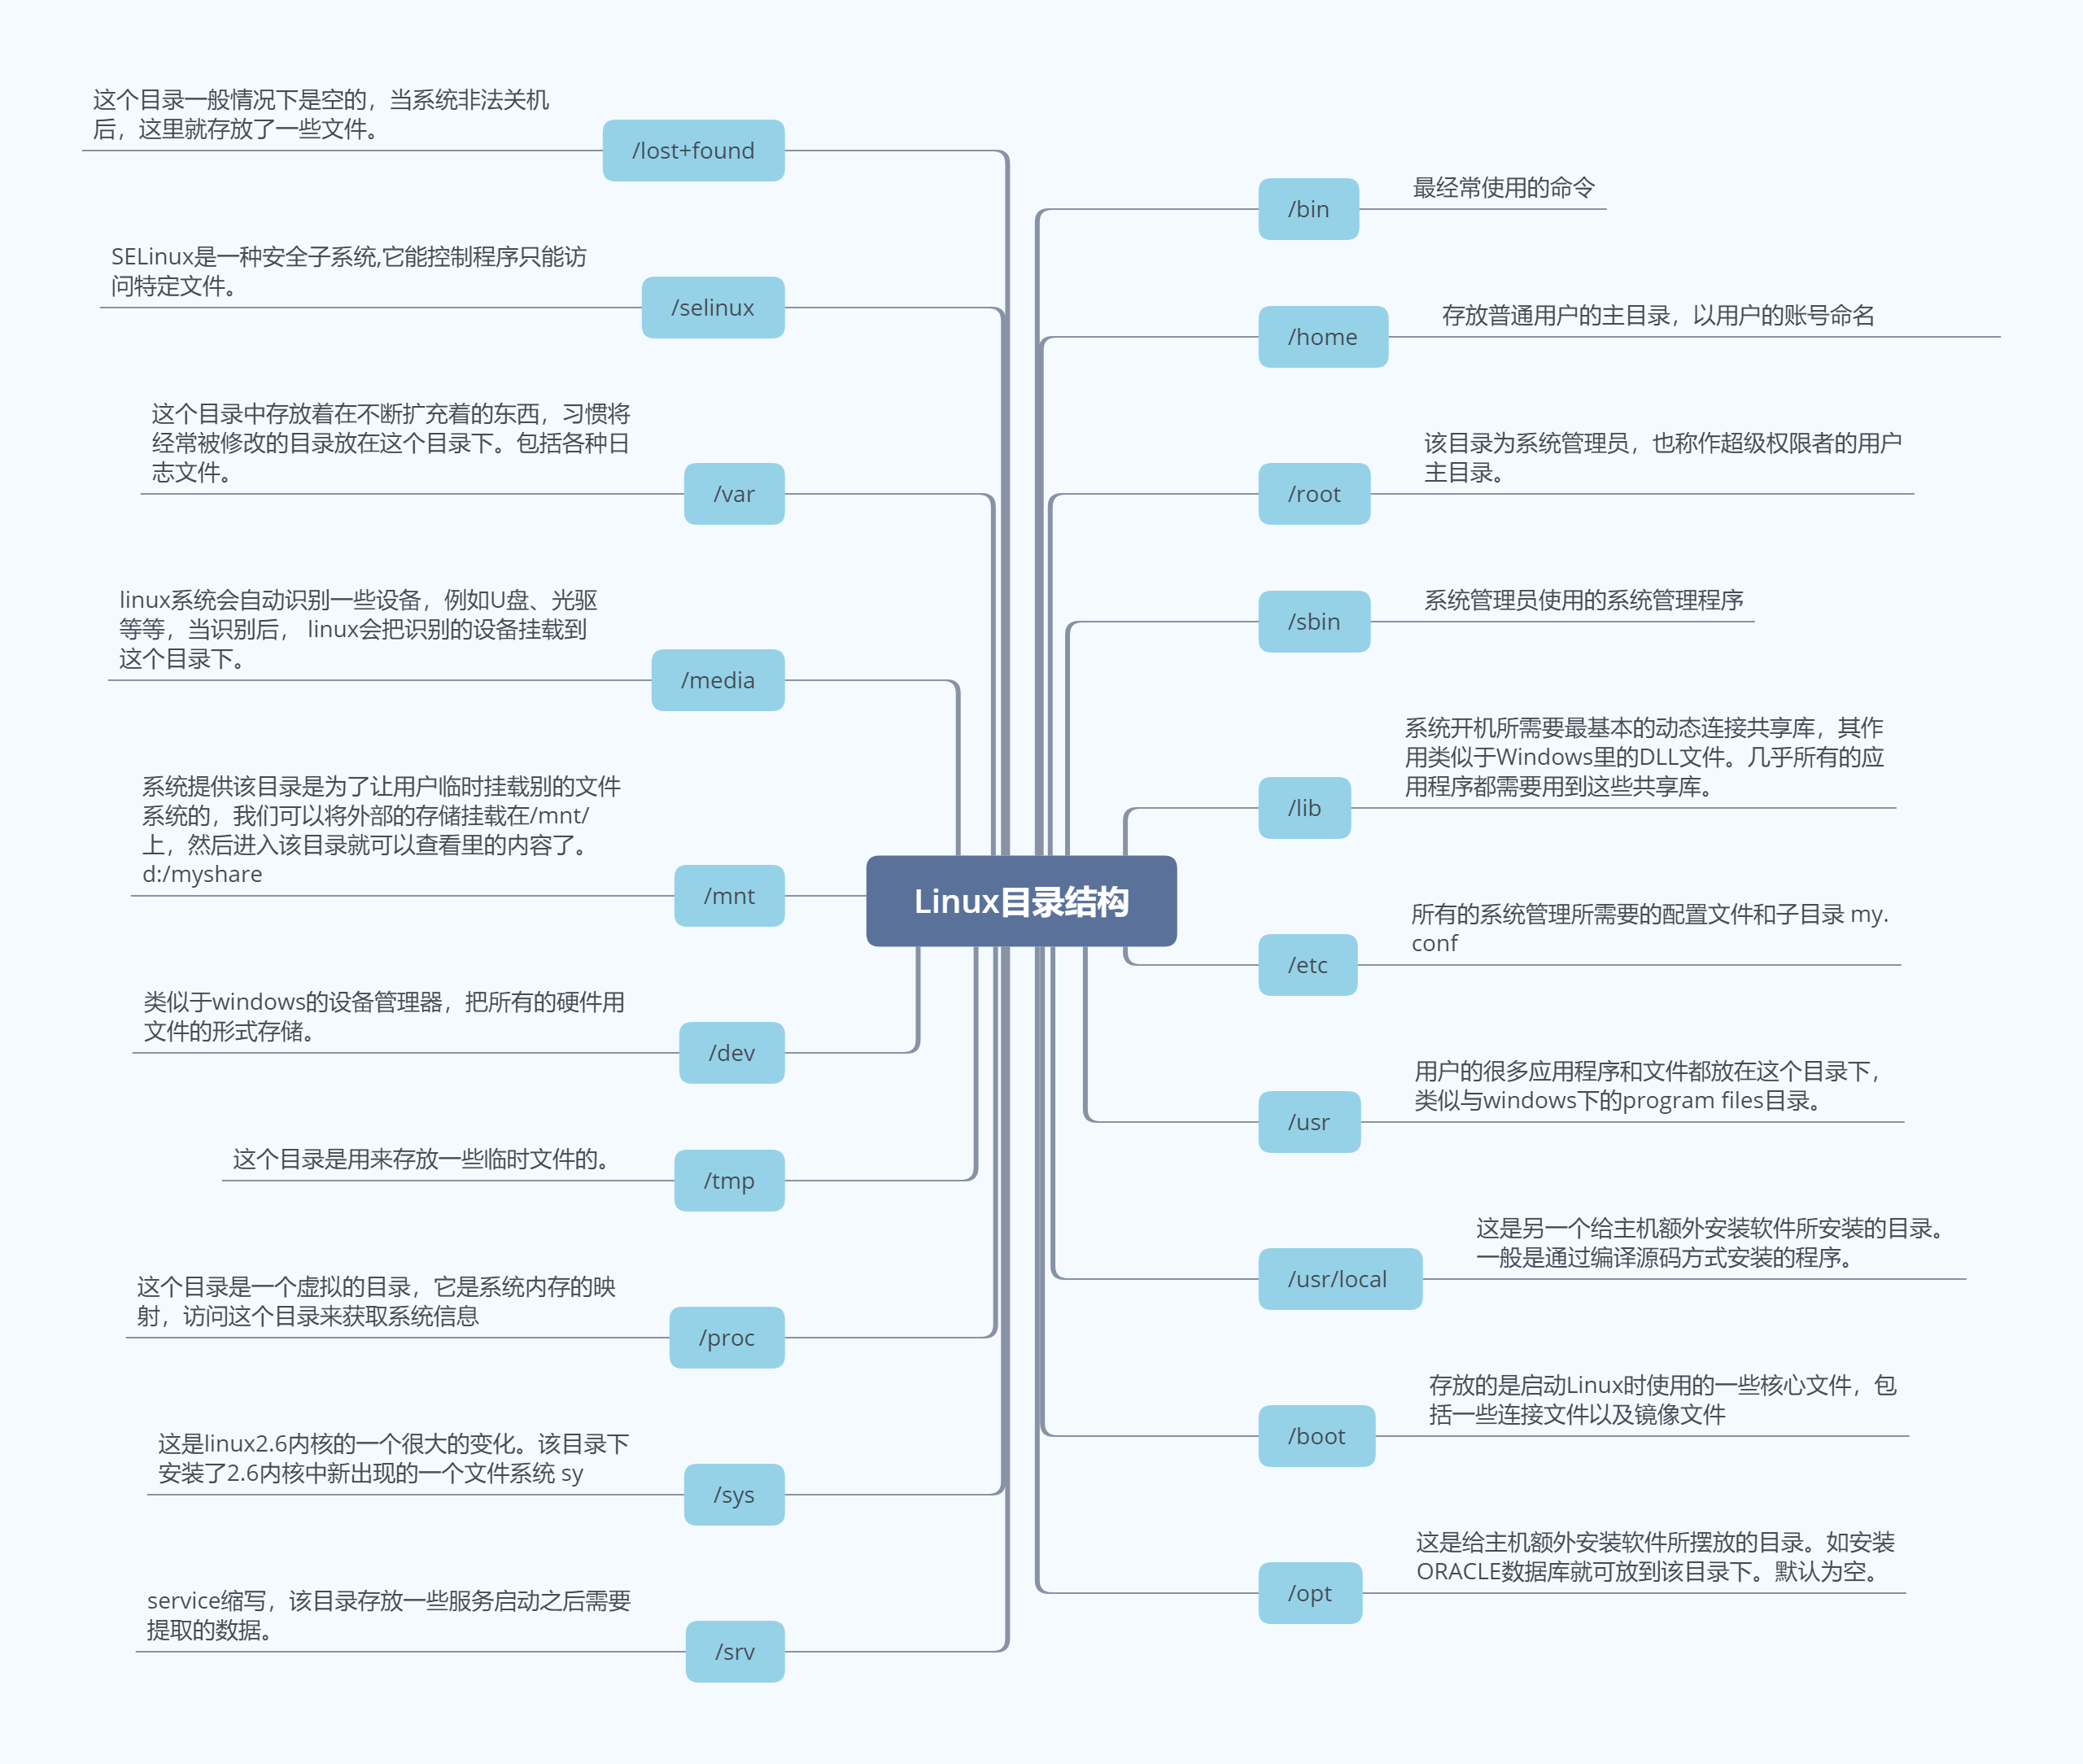 Linux目录结构
/bin
最经常使用的命令
/home
存放普通用户的主目录，以用户的账号命名
/root
该目录为系统管理员，也称作超级权限者的用户
主目录。
/sbin
系统管理员使用的系统管理程序
/lib
系统开机所需要最基本的动态连接共享库，其作
用类似于Windows里的DLL文件。几乎所有的应
用程序都需要用到这些共享库。
/etc
所有的系统管理所需要的配置文件和子目录 my.
conf
/usr
用户的很多应用程序和文件都放在这个目录下，
类似与windows下的program files目录。
/usr/local
这是另一个给主机额外安装软件所安装的目录。
一般是通过编译源码方式安装的程序。
/boot
存放的是启动Linux时使用的一些核心文件，包
括一些连接文件以及镜像文件
/opt
这是给主机额外安装软件所摆放的目录。如安装
ORACLE数据库就可放到该目录下。默认为空。
/lost+found
这个目录一般情况下是空的，当系统非法关机
后，这里就存放了一些文件。
/selinux
SELinux是一种安全子系统,它能控制程序只能访
问特定文件。
/var
这个目录中存放着在不断扩充着的东西，习惯将
经常被修改的目录放在这个目录下。包括各种日
志文件。
/media
linux系统会自动识别一些设备，例如U盘、光驱
等等，当识别后， linux会把识别的设备挂载到
这个目录下。
/mnt
系统提供该目录是为了让用户临时挂载别的文件
系统的，我们可以将外部的存储挂载在/mnt/
上，然后进入该目录就可以查看里的内容了。
d:/myshare
/dev
类似于windows的设备管理器，把所有的硬件用
文件的形式存储。
/tmp
这个目录是用来存放一些临时文件的。
/proc
这个目录是一个虚拟的目录，它是系统内存的映
射，访问这个目录来获取系统信息
/sys
这是linux2.6内核的一个很大的变化。该目录下
安装了2.6内核中新出现的一个文件系统 sy
/srv
service缩写，该目录存放一些服务启动之后需要
提取的数据。